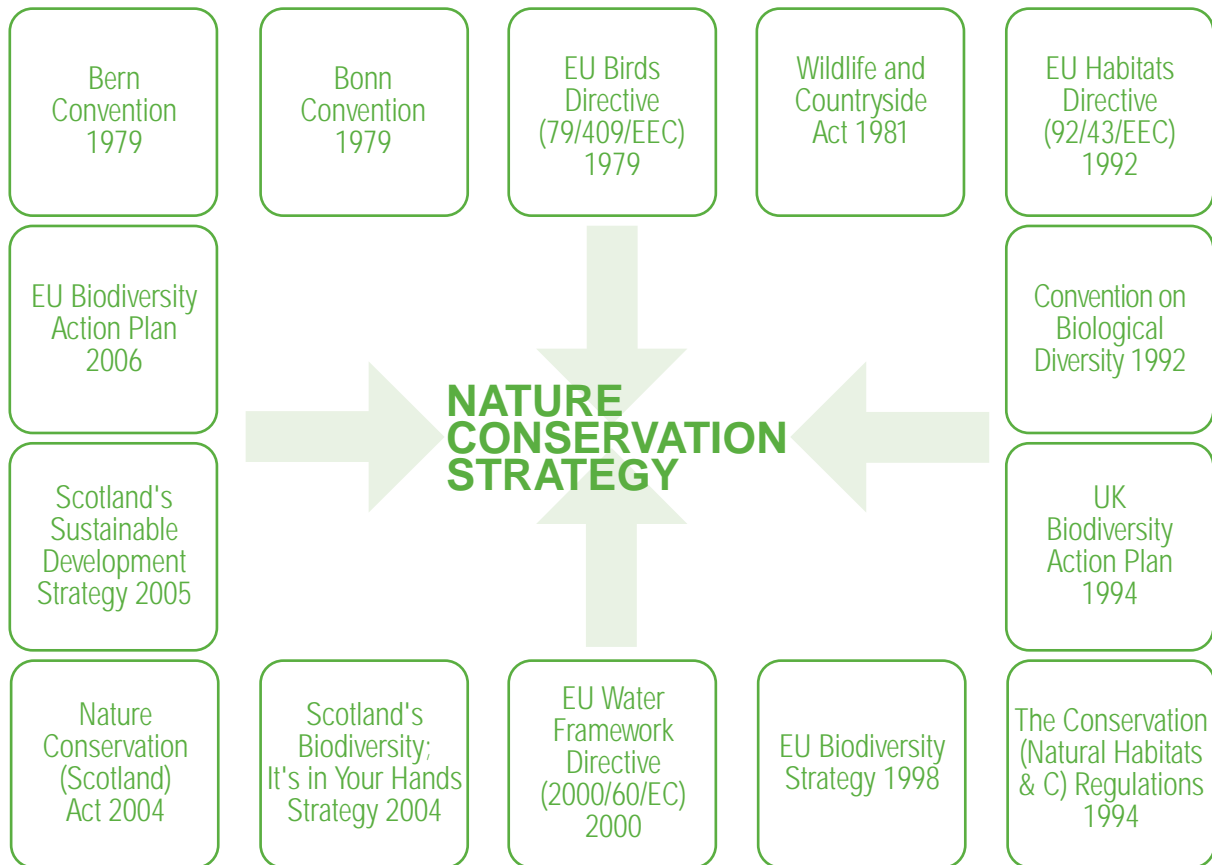 Bern
Convention
1979
Bonn
Convention
1979
EU Birds
Directive
(79/409/EEC)
1979
Wildlife and
Countryside
Act 1981
EU Habitats
Directive
(92/43/EEC)
1992
EU Biodiversity
Action Plan
2006
Convention on
Biological
Diversity 1992
NATURE
CONSERVATION
STRATEGY
Scotland's
Sustainable
Development
Strategy 2005
UK
Biodiversity
Action Plan
1994
Nature
Conservation
(Scotland)
Act 2004
Scotland's
Biodiversity;
It's in Your Hands
Strategy 2004
EU Water
Framework
Directive
(2000/60/EC)
2000
EU Biodiversity
Strategy 1998
The Conservation
(Natural Habitats
& C) Regulations
1994